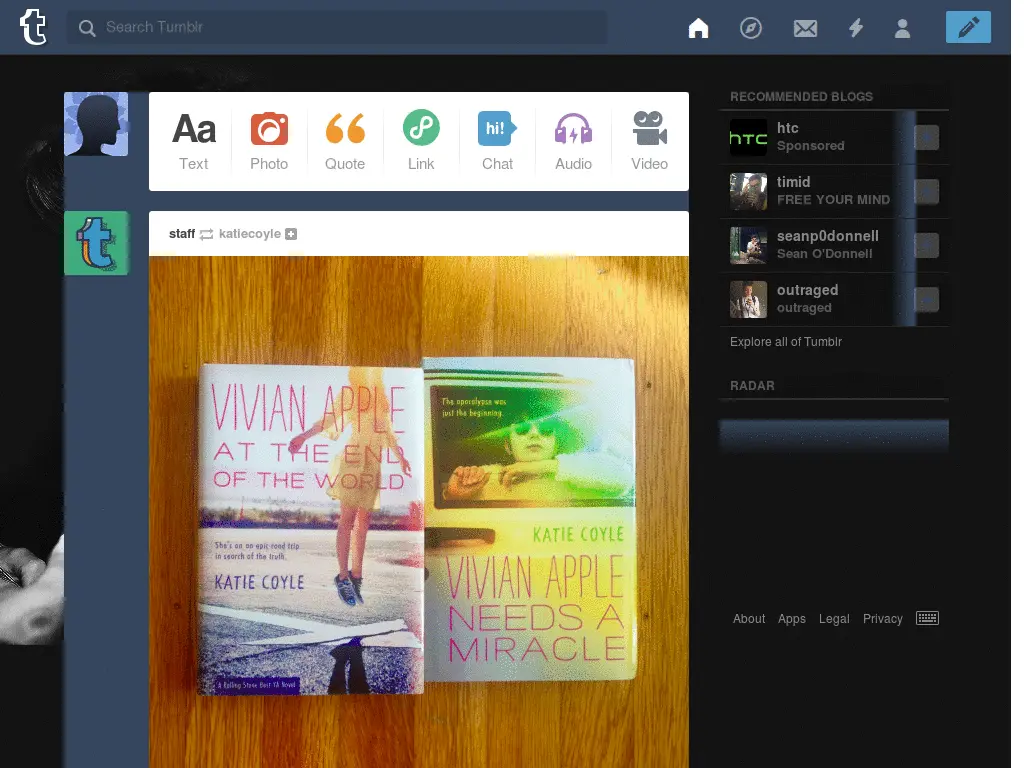 t
Search Tumblr
Aa
Text
Photo
Quote
Link
hi!
Chat
Audio
Video
t
staff katiecoyle
VIVIAN APPLE
AT THE END
OF THE WORLD
She's on an epic road trip
in search of the truth.
KATIE COYLE
A Rolling Stone Best YA Novel
The apocalypse was
just the beginning.
KATIE COYLE
VIVIAN APPLE
NEEDS A
MIRACLE
RECOMMENDED BLOGS
hTC
htc
Sponsored
timid
FREE YOUR MIND
seanp0donnell
Sean O'Donnell
outraged
outraged
Explore all of Tumblr
RADAR
About Apps Legal Privacy